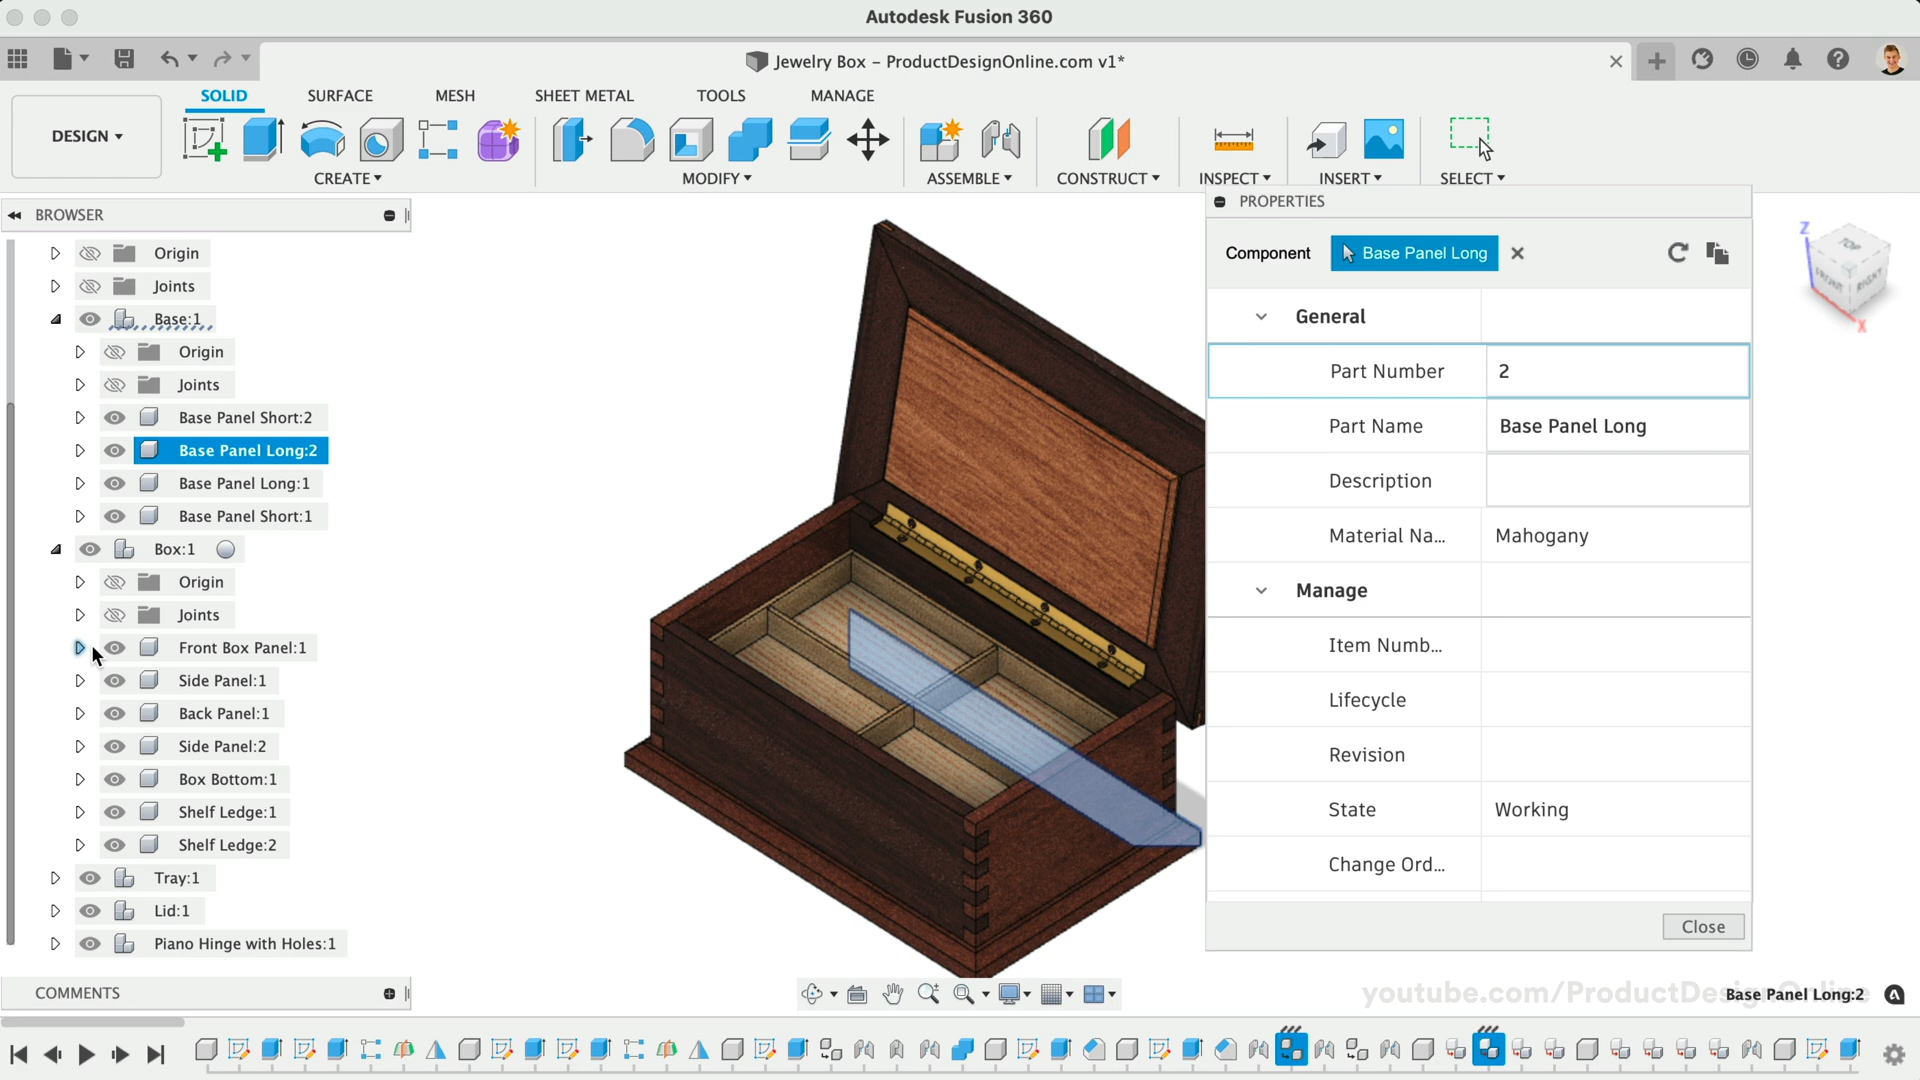 Autodesk Fusion 360
Jewelry Box – ProductDesignOnline.com v1*
SOLID SURFACE MESH SHEET METAL TOOLS MANAGE
DESIGN ▾
CREATE ▾ MODIFY ▾ ASSEMBLE ▾ CONSTRUCT ▾ INSPECT ▾ INSERT ▾ SELECT ▾
BROWSER
Origin
Joints
Base:1
Origin
Joints
Base Panel Short:2
Base Panel Long:2
Base Panel Long:1
Base Panel Short:1
Box:1
Origin
Joints
Front Box Panel:1
Side Panel:1
Back Panel:1
Side Panel:2
Box Bottom:1
Shelf Ledge:1
Shelf Ledge:2
Tray:1
Lid:1
Piano Hinge with Holes:1
COMMENTS
PROPERTIES
Component Base Panel Long
General
Part Number 2
Part Name Base Panel Long
Description
Material Na... Mahogany
Manage
Item Numb...
Lifecycle
Revision
State Working
Change Ord...
Close
Z
TOP
FRONT RIGHT
X
youtube.com/ProductDesignOnline
Base Panel Long:2